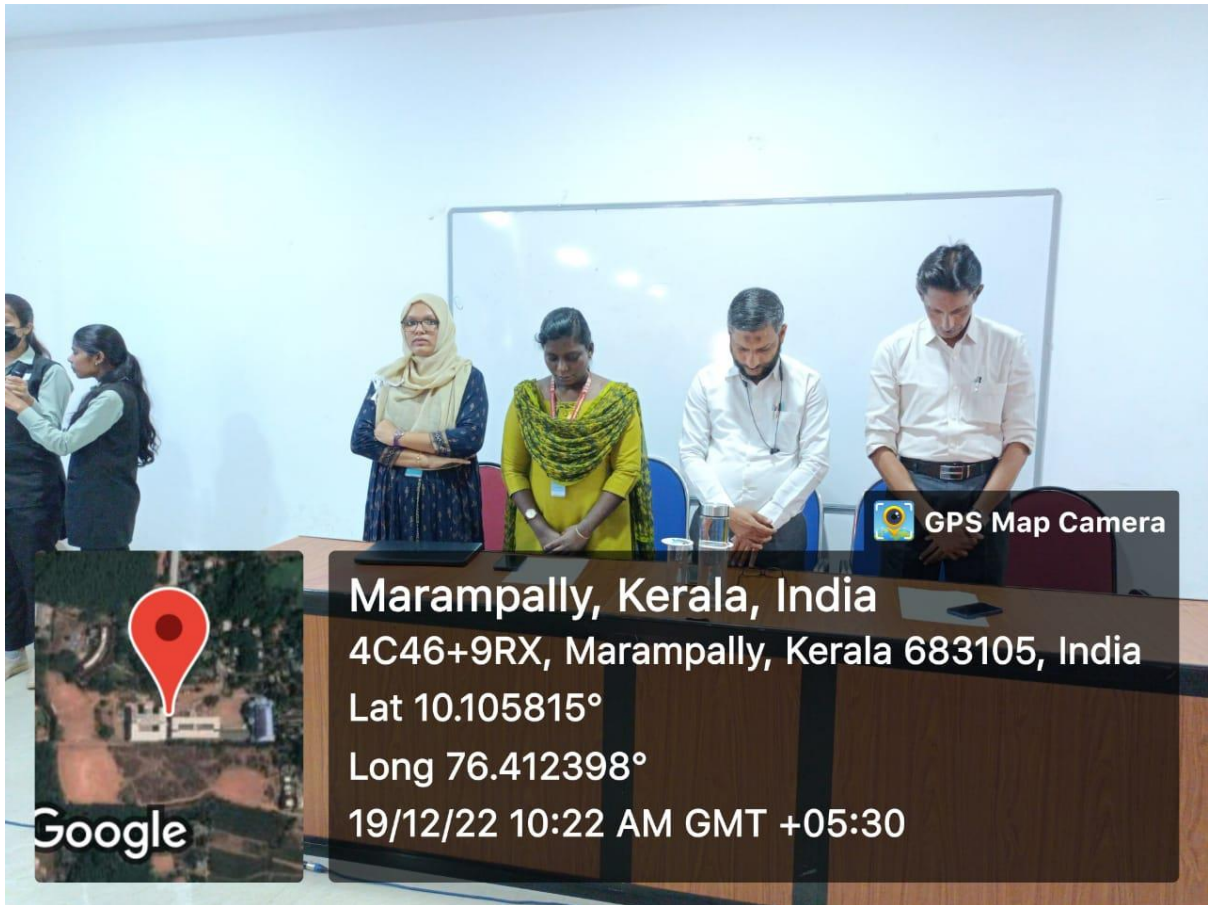 GPS Map Camera
Marampally, Kerala, India
4C46+9RX, Marampally, Kerala 683105, India
Lat 10.105815°
Long 76.412398°
19/12/22 10:22 AM GMT +05:30
Google